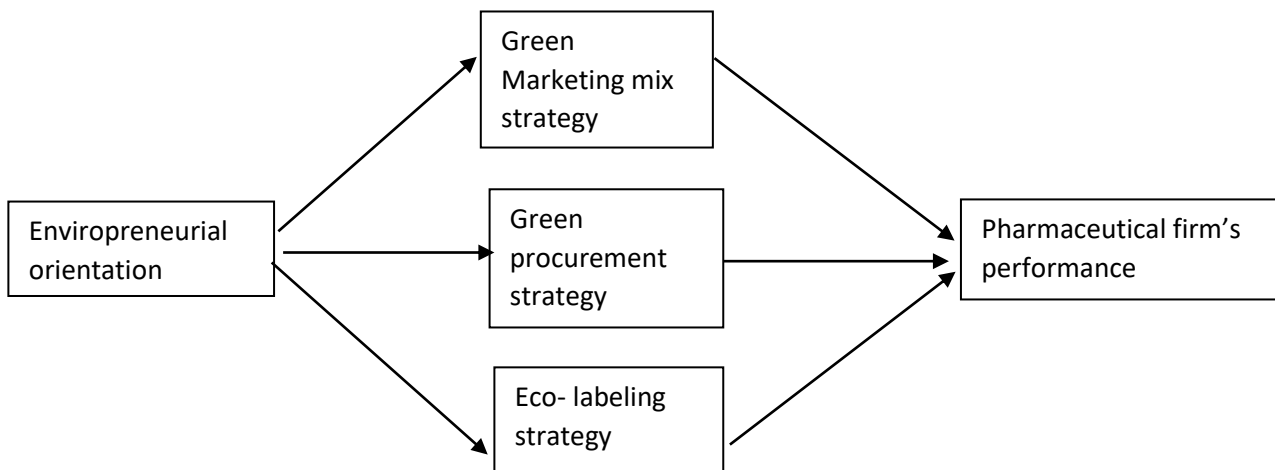 Green
Marketing mix
strategy
Enviropreneurial
orientation
Green
procurement
strategy
Pharmaceutical firm’s
performance
Eco- labeling
strategy